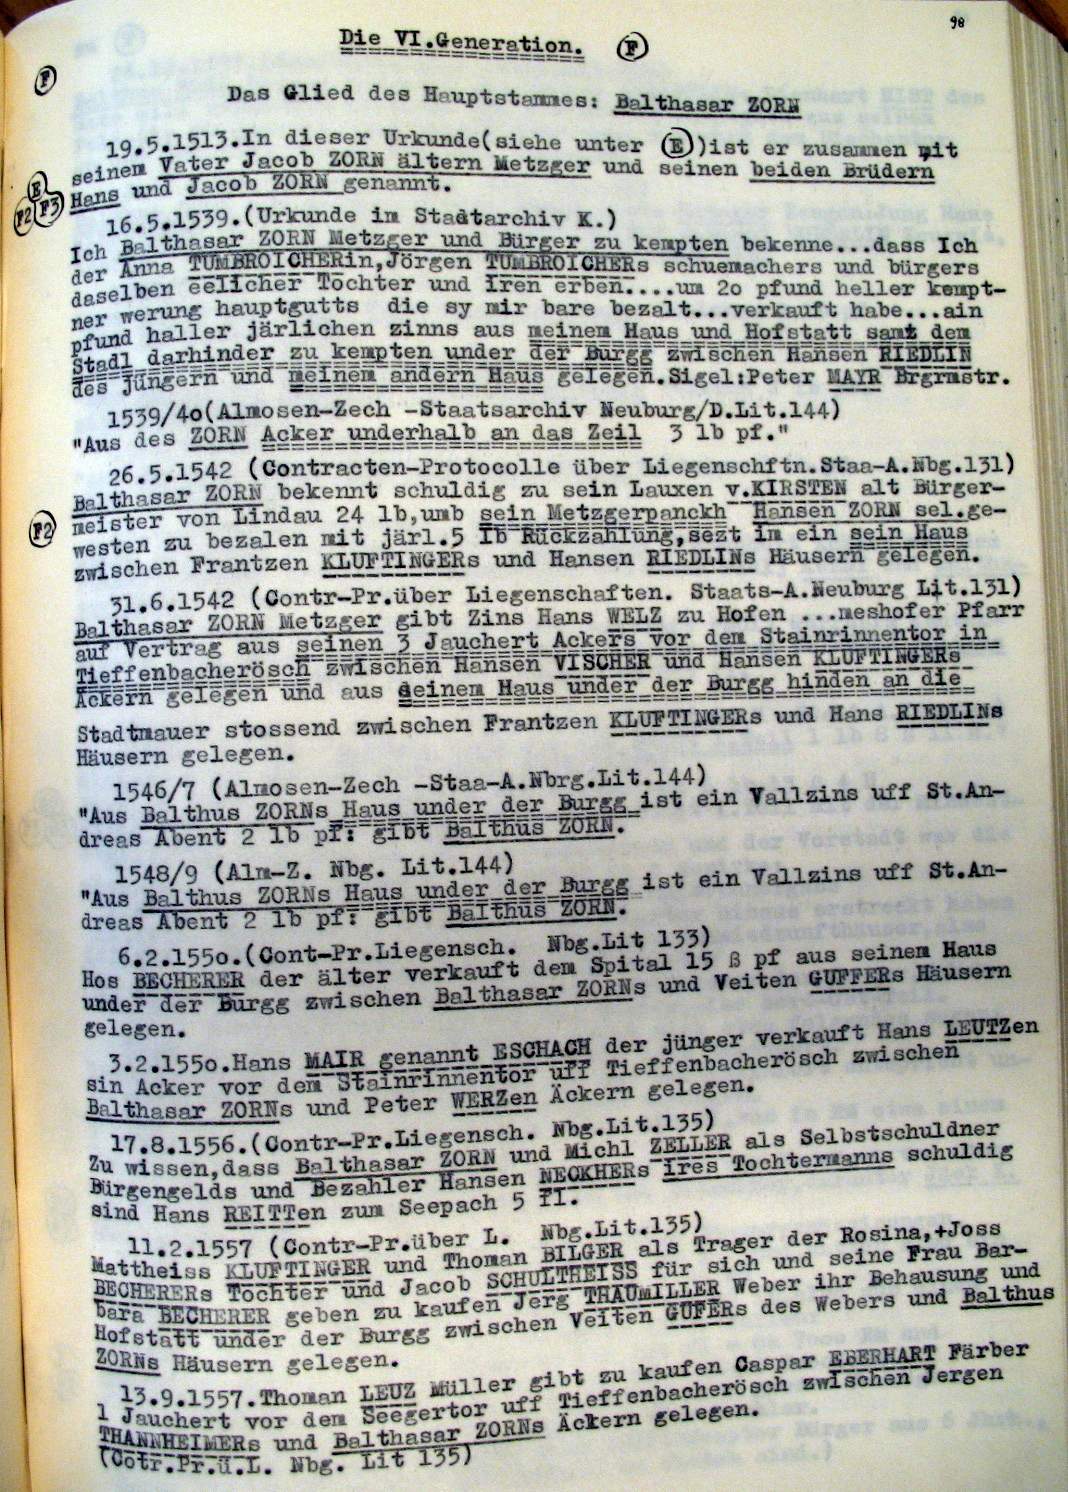 98
Die VI.Generation. (F)
(F)
Das Glied des Hauptstammes: Balthasar ZORN
19.5.1513.In dieser Urkunde(siehe unter (E))ist er zusammen mit
seinem Vater Jacob ZORN ältern Metzger und seinen beiden Brüdern
(E)
Hans und Jacob ZORN genannt.
(F2) (F3)
16.5.1539.(Urkunde im Staatarchiv K.)
Ich Balthasar ZORN Metzger und Bürger zu kempten bekenne...dass Ich
der Anna TUMBROICHERin,Jörgen TUMBROICHERs schuemachers und bürgers
daselben eelicher Tochter und iren erben....um 2o pfund heller kempt-
ner werung hauptgutts die sy mir bare bezalt...verkauft habe...ain
pfund haller järlichen zinns aus meinem Haus und Hofstatt samt dem
Stadl darhinder zu kempten under der Burgg zwischen Hansen RIEDLIN
des jüngern und meinem andern Haus gelegen.Sigel:Peter MAYR Brgrmstr.
1539/4o(Almosen-Zech -Staatsarchiv Neuburg/D.Lit.144)
"Aus des ZORN Acker underhalb an das Zeil 3 lb pf."
26.5.1542 (Contracten-Protocolle über Liegenschftn.Staa-A.Nbg.131)
Balthasar ZORN bekennt schuldig zu sein Lauxen v.KIRSTEN alt Bürger-
meister von Lindau 24 lb,umb sein Metzgerpanckh Hansen ZORN sel.ge-
(F2)
westen zu bezalen mit järl.5 lb Rückzahlung,sezt im ein sein Haus
zwischen Frantzen KLUFTINGERs und Hansen RIEDLINs Häusern gelegen.
31.6.1542 (Contr-Pr.über Liegenschaften. Staats-A.Neuburg Lit.131)
Balthasar ZORN Metzger gibt Zins Hans WELZ zu Hofen ...meshofer Pfarr
auf Vertrag aus seinen 3 Jauchert Ackers vor dem Stainrinnentor in
Tieffenbacherösch zwischen Hansen VISCHER und Hansen KLUFTINGERs
Äckern gelegen und aus seinem Haus under der Burgg hinden an die
Stadtmauer stossend zwischen Frantzen KLUFTINGERs und Hans RIEDLINs
Häusern gelegen.
1546/7 (Almosen-Zech -Staa-A.Nbrg.Lit.144)
"Aus Balthus ZORNs Haus under der Burgg ist ein Vallzins uff St.An-
dreas Abent 2 lb pf: gibt Balthus ZORN.
1548/9 (Alm-Z. Nbg. Lit.144)
"Aus Balthus ZORNs Haus under der Burgg ist ein Vallzins uff St.An-
dreas Abent 2 lb pf: gibt Balthus ZORN.
6.2.155o.(Cont-Pr.Liegensch. Nbg.Lit 133)
Hos BECHERER der älter verkauft dem Spital 15 ß pf aus seinem Haus
under der Burgg zwischen Balthasar ZORNs und Veiten GUFFERs Häusern
gelegen.
3.2.155o.Hans MAIR genannt ESCHACH der jünger verkauft Hans LEUTZen
sin Acker vor dem Stainrinnentor uff Tieffenbacherösch zwischen
Balthasar ZORNs und Peter WERZen Äckern gelegen.
17.8.1556.(Contr-Pr.Liegensch. Nbg.Lit.135)
Zu wissen,dass Balthasar ZORN und Michl ZELLER als Selbstschuldner
Bürgengelds und Bezahler Hansen NECKHERs Ires Tochtermanns schuldig
sind Hans REITTen zum Seepach 5 Fl.
11.2.1557 (Contr-Pr.über L. Nbg.Lit.135)
Mattheiss KLUFTINGER und Thoman BILGER als Trager der Rosina,+Joss
BECHERERs Tochter und Jacob SCHULTHEISS für sich und seine Frau Bar-
bara BECHERER geben zu kaufen Jerg THAUMILLER Weber ihr Behausung und
Hofstatt under der Burgg zwischen Veiten GUFERs des Webers und Balthus
ZORNs Häusern gelegen.
13.9.1557.Thoman LEUZ Müller gibt zu kaufen Caspar EBERHART Färber
1 Jauchert vor dem Seegertor uff Tieffenbacherösch zwischen Jergen
THANNHEIMERs und Balthasar ZORNs Äckern gelegen.
(Cotr.Pr.ü.L. Nbg. Lit 135)